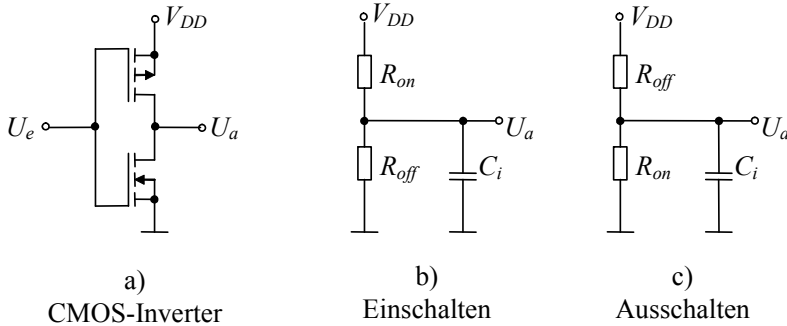 V_DD
U_e
U_a
a)
CMOS-Inverter
V_DD
R_on
U_a
R_off
C_i
b)
Einschalten
V_DD
R_off
U_a
R_on
C_i
c)
Ausschalten